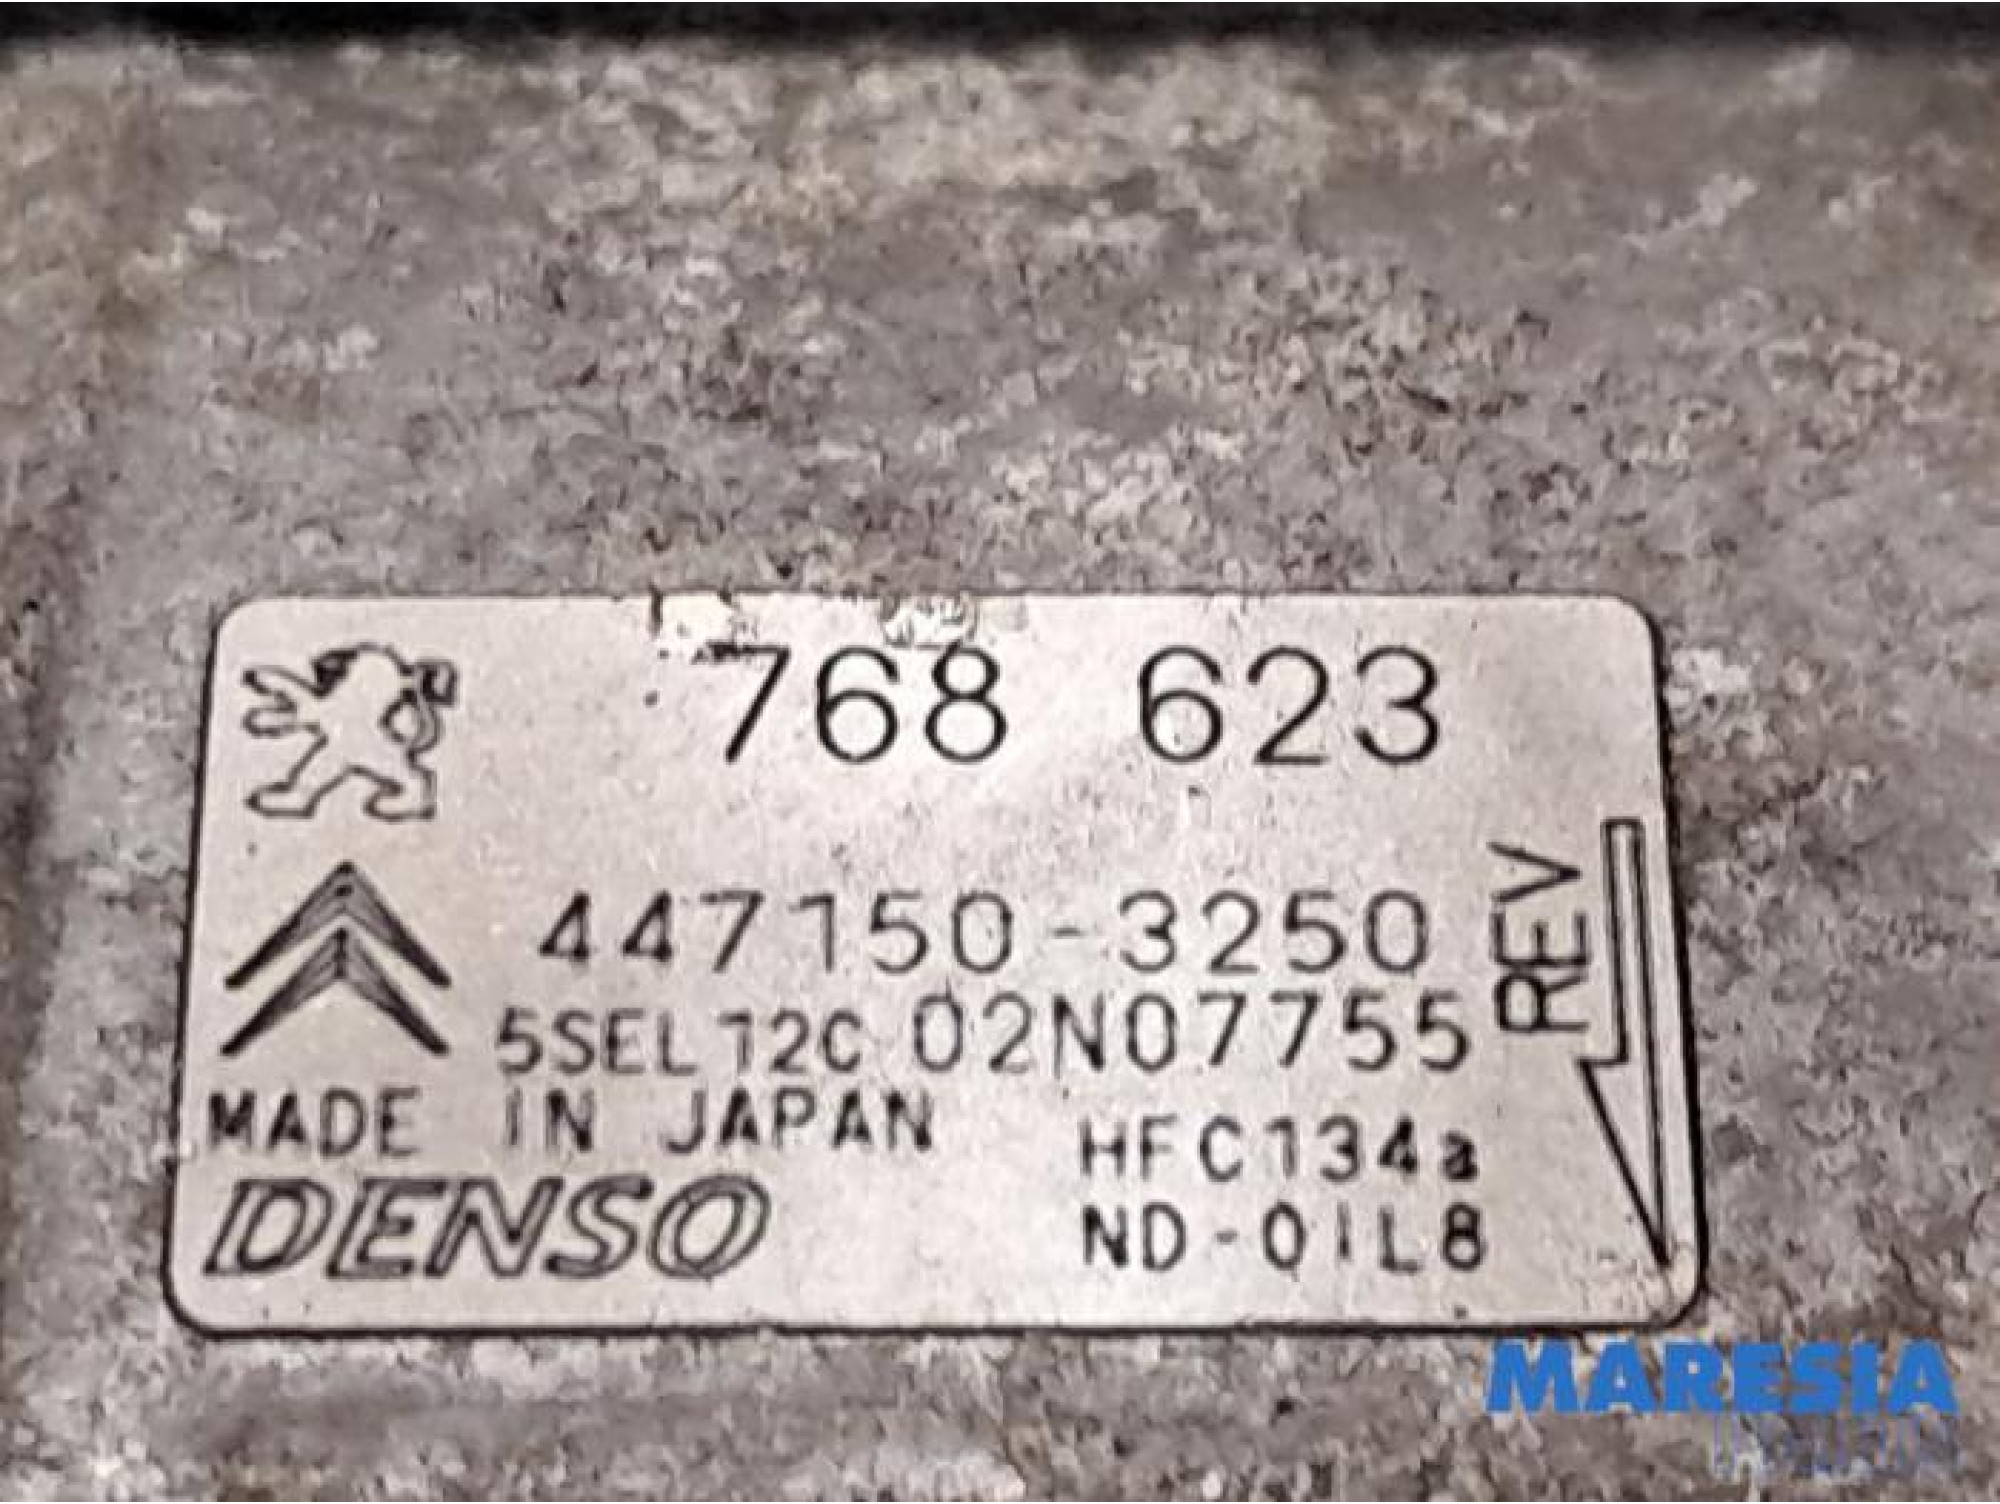 768 623
447150-3250
5SEL12C 02N07755
REV
MADE IN JAPAN
HFC134a
DENSO
ND-OIL8
MARESIA